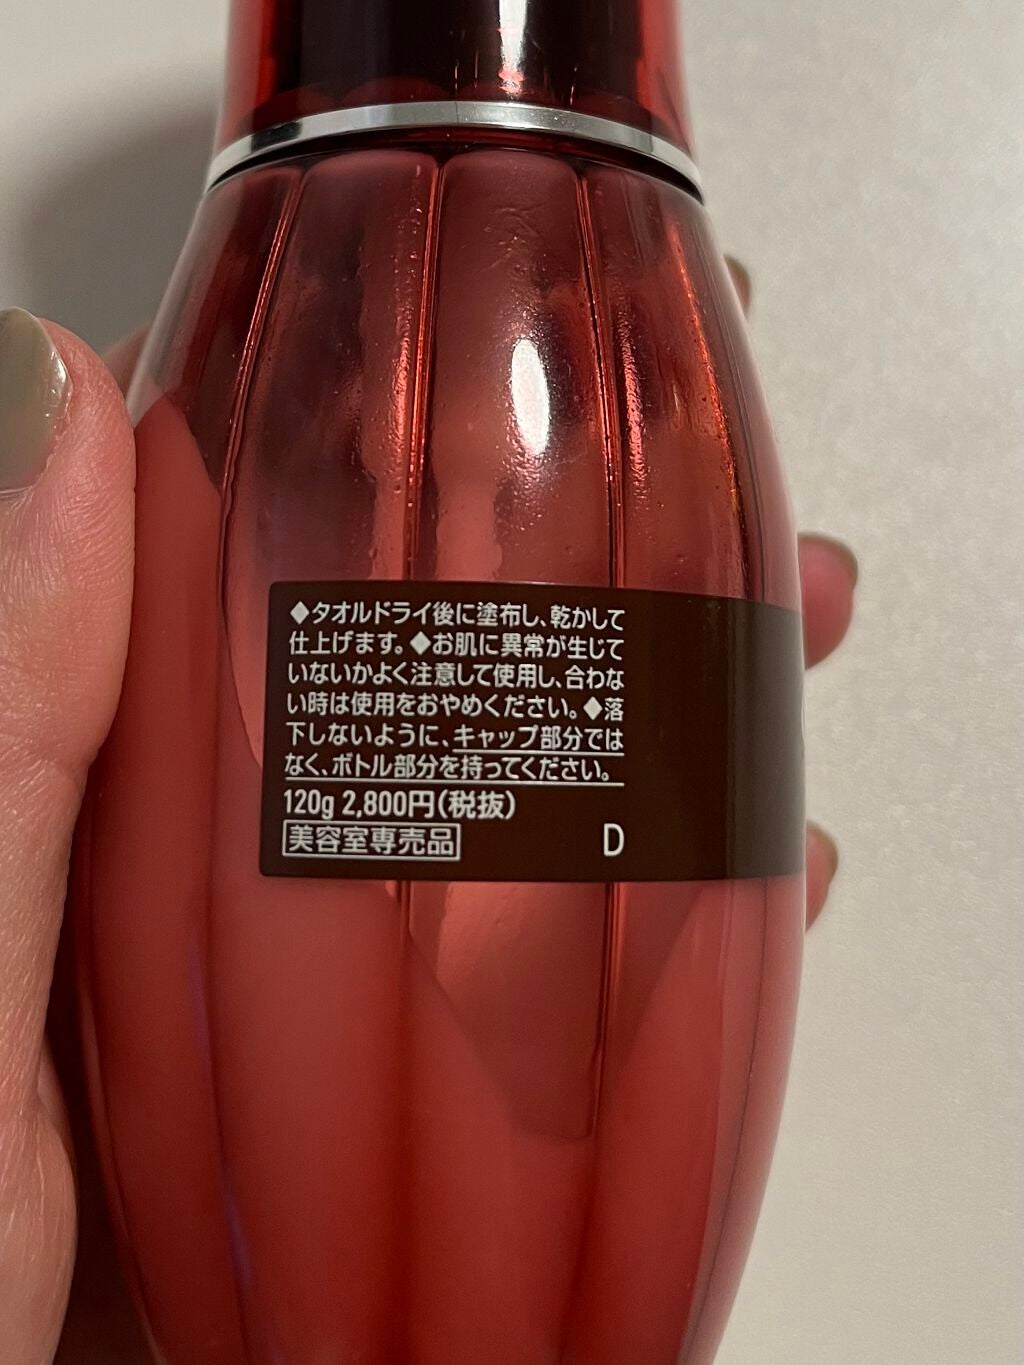 ◆タオルドライ後に塗布し、乾かして
仕上げます。◆お肌に異常が生じて
いないかよく注意して使用し、合わな
い時は使用をおやめください。◆落
下しないように、キャップ部分では
なく、ボトル部分を持ってください。
120g 2,800円(税抜)
美容室専売品 D